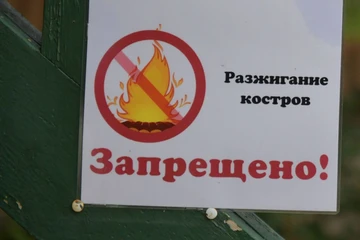 Разжигание
костров
Запрещено!